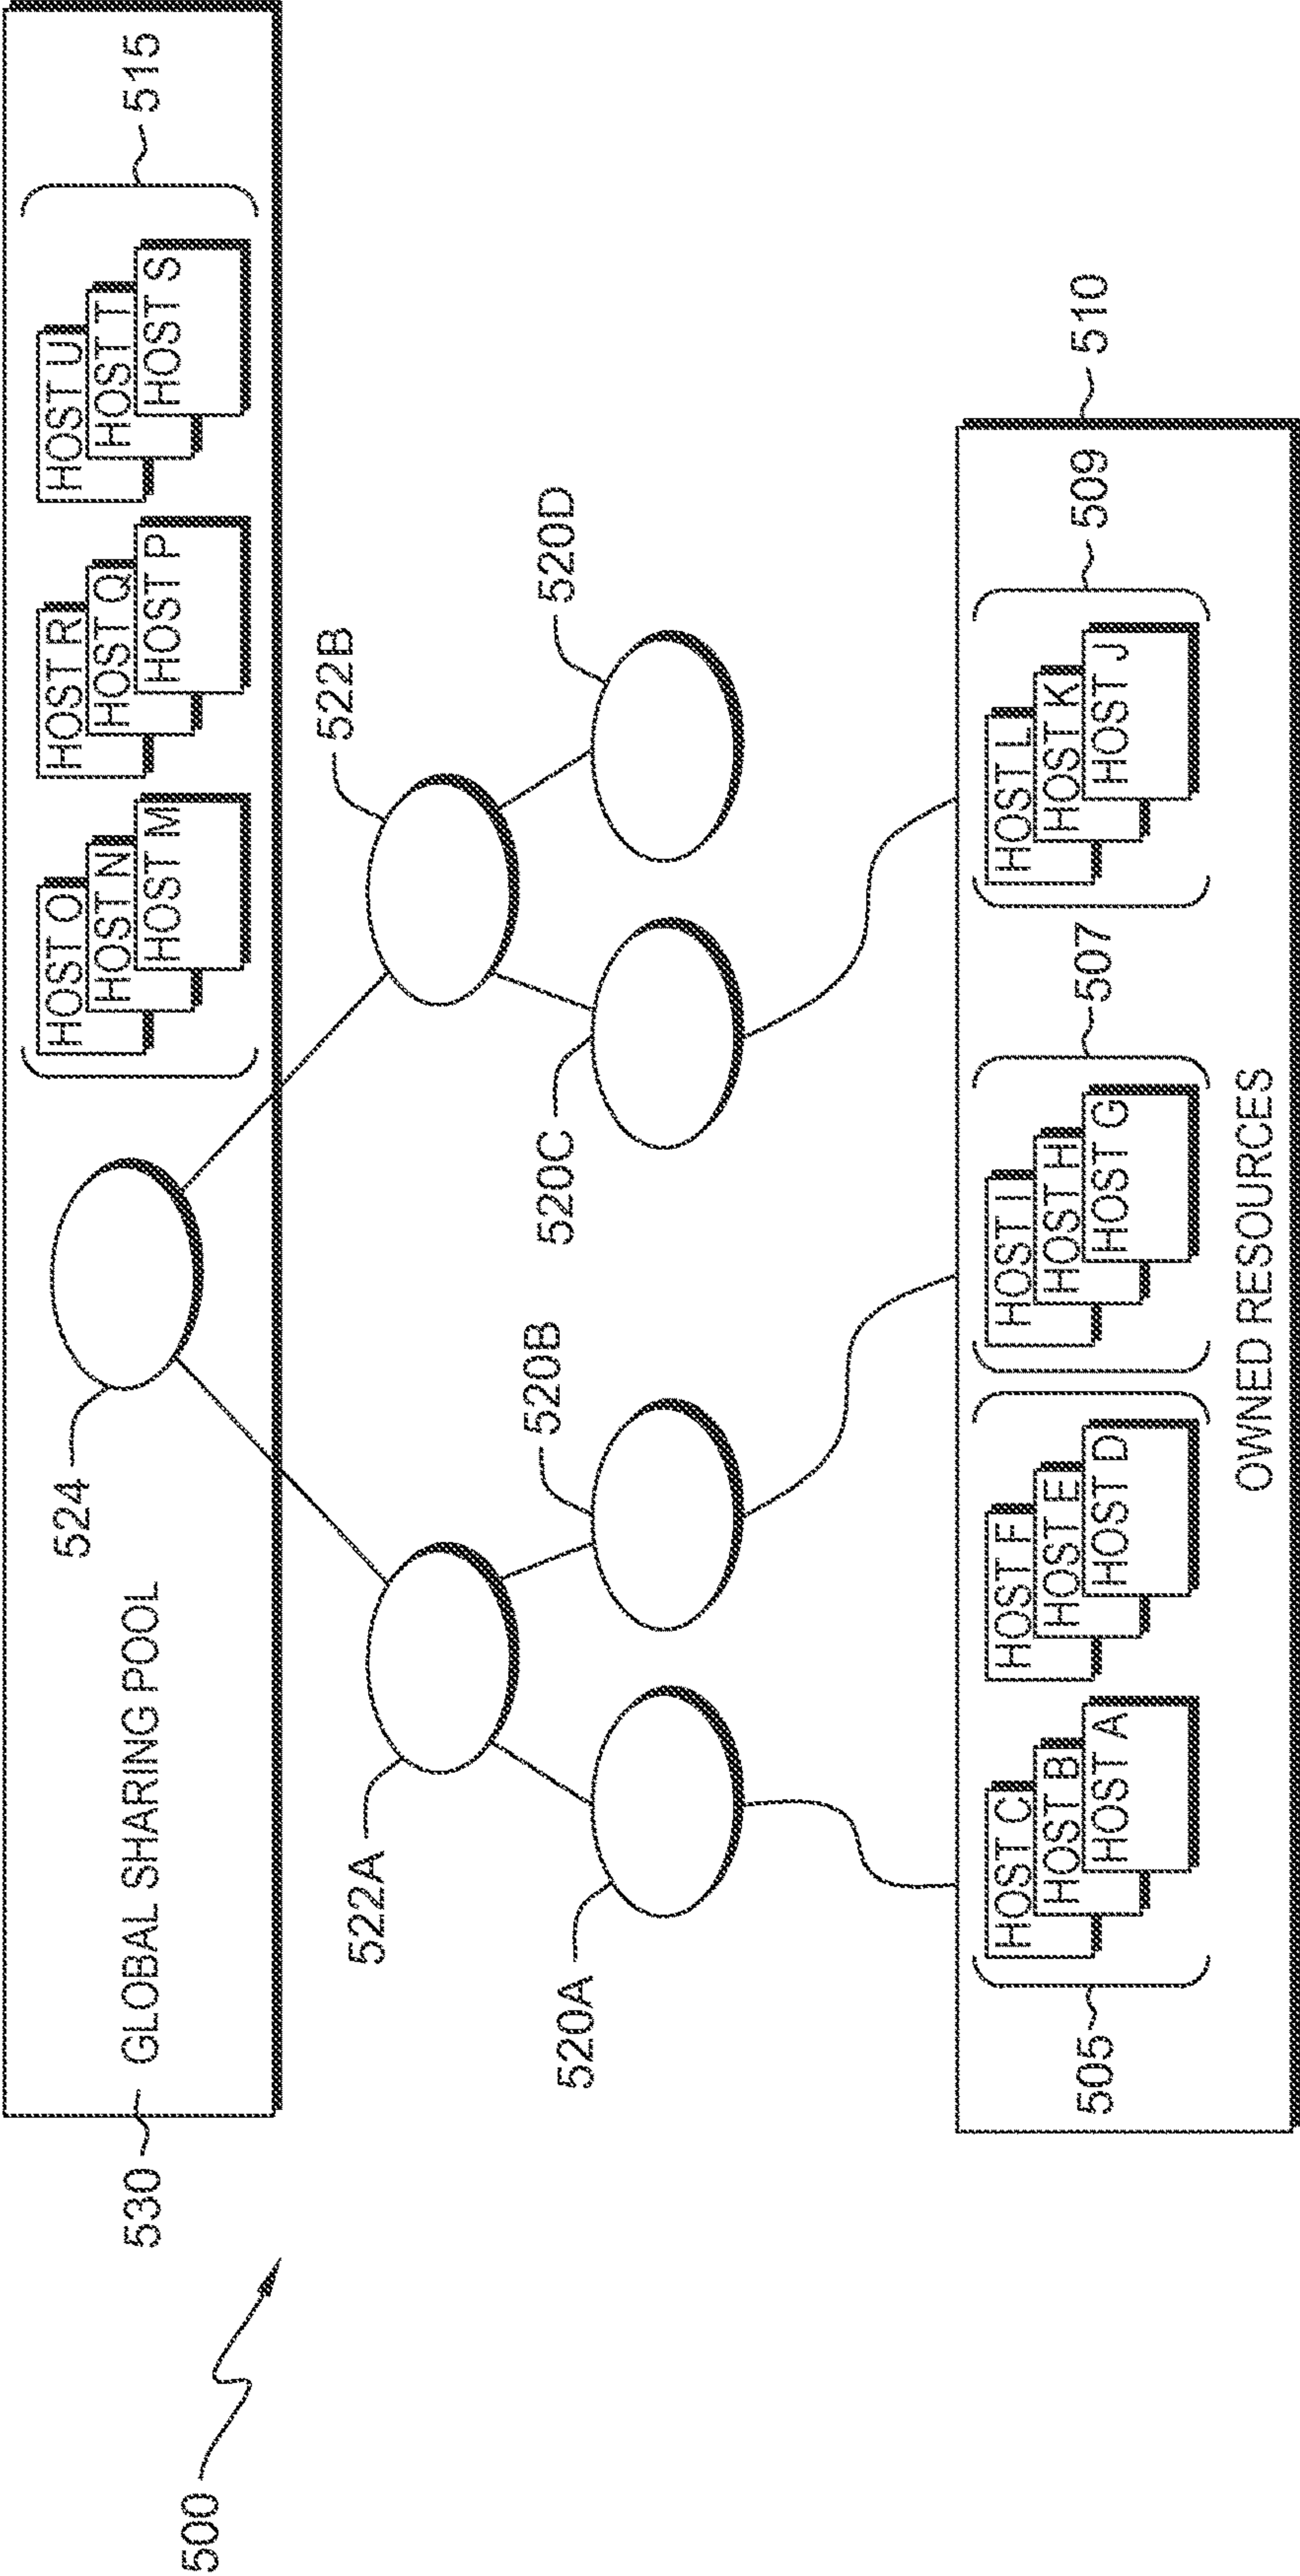 500
530
GLOBAL SHARING POOL
524
HOST O
HOST N
HOST M
HOST R
HOST Q
HOST P
HOST U
HOST T
HOST S
515
522A
522B
520A
520B
520C
520D
505
HOST C
HOST B
HOST A
HOST F
HOST E
HOST D
HOST I
HOST H
HOST G
507
HOST L
HOST K
HOST J
509
510
OWNED RESOURCES